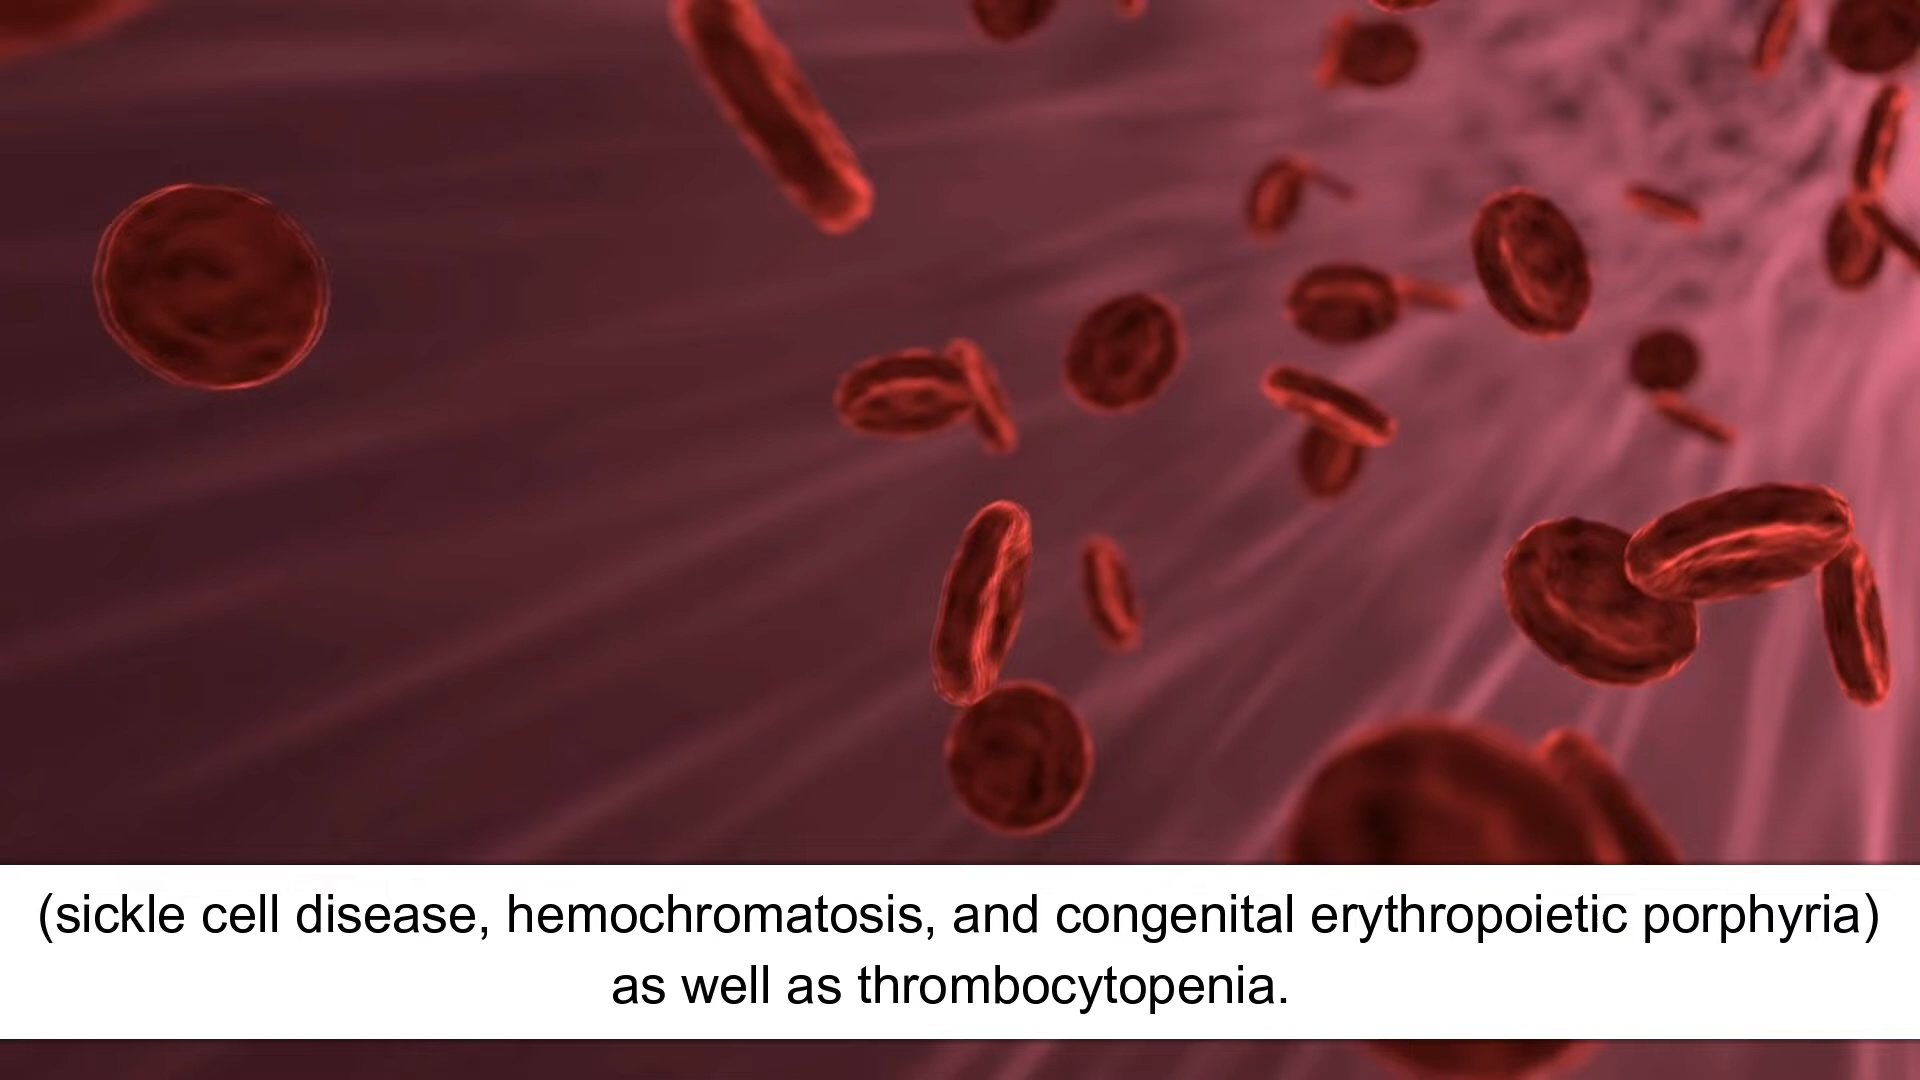 (sickle cell disease, hemochromatosis, and congenital erythropoietic porphyria)
as well as thrombocytopenia.